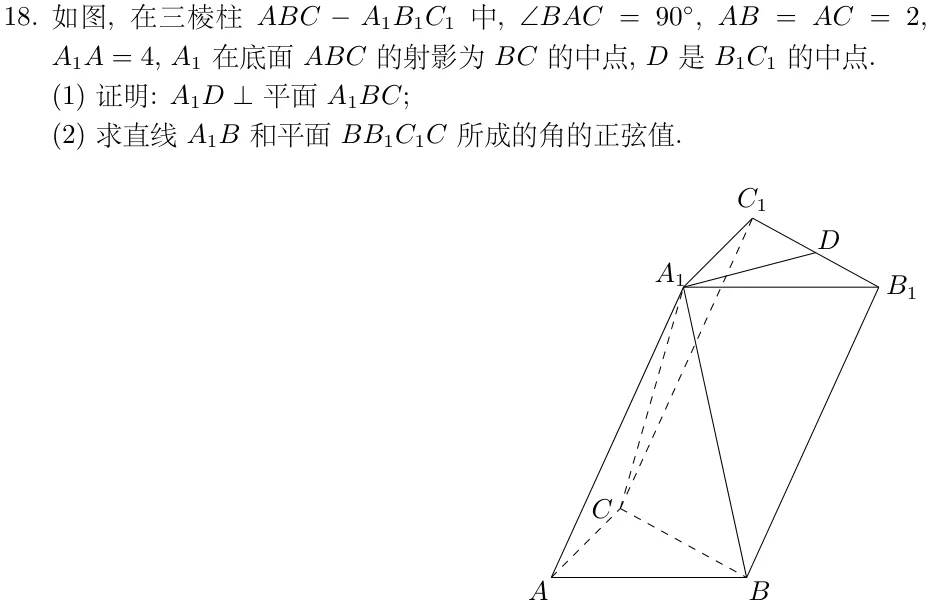 18. 如图, 在三棱柱 ABC − A₁B₁C₁ 中, ∠BAC = 90°, AB = AC = 2,
A₁A = 4, A₁ 在底面 ABC 的射影为 BC 的中点, D 是 B₁C₁ 的中点.
(1) 证明: A₁D ⊥ 平面 A₁BC;
(2) 求直线 A₁B 和平面 BB₁C₁C 所成的角的正弦值.
C₁
D
A₁
B₁
C
A
B